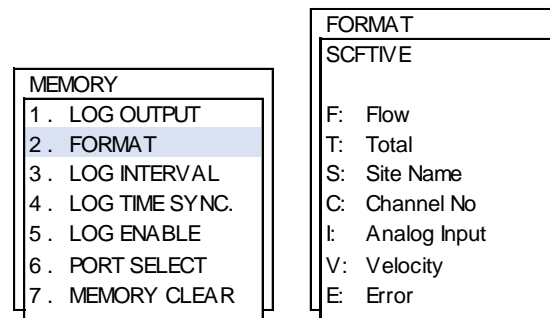 MEMORY
1. LOG OUTPUT
2. FORMAT
3. LOG INTERVAL
4. LOG TIME SYNC.
5. LOG ENABLE
6. PORT SELECT
7. MEMORY CLEAR
FORMAT
SCFTIVE
F: Flow
T: Total
S: Site Name
C: Channel No
I: Analog Input
V: Velocity
E: Error